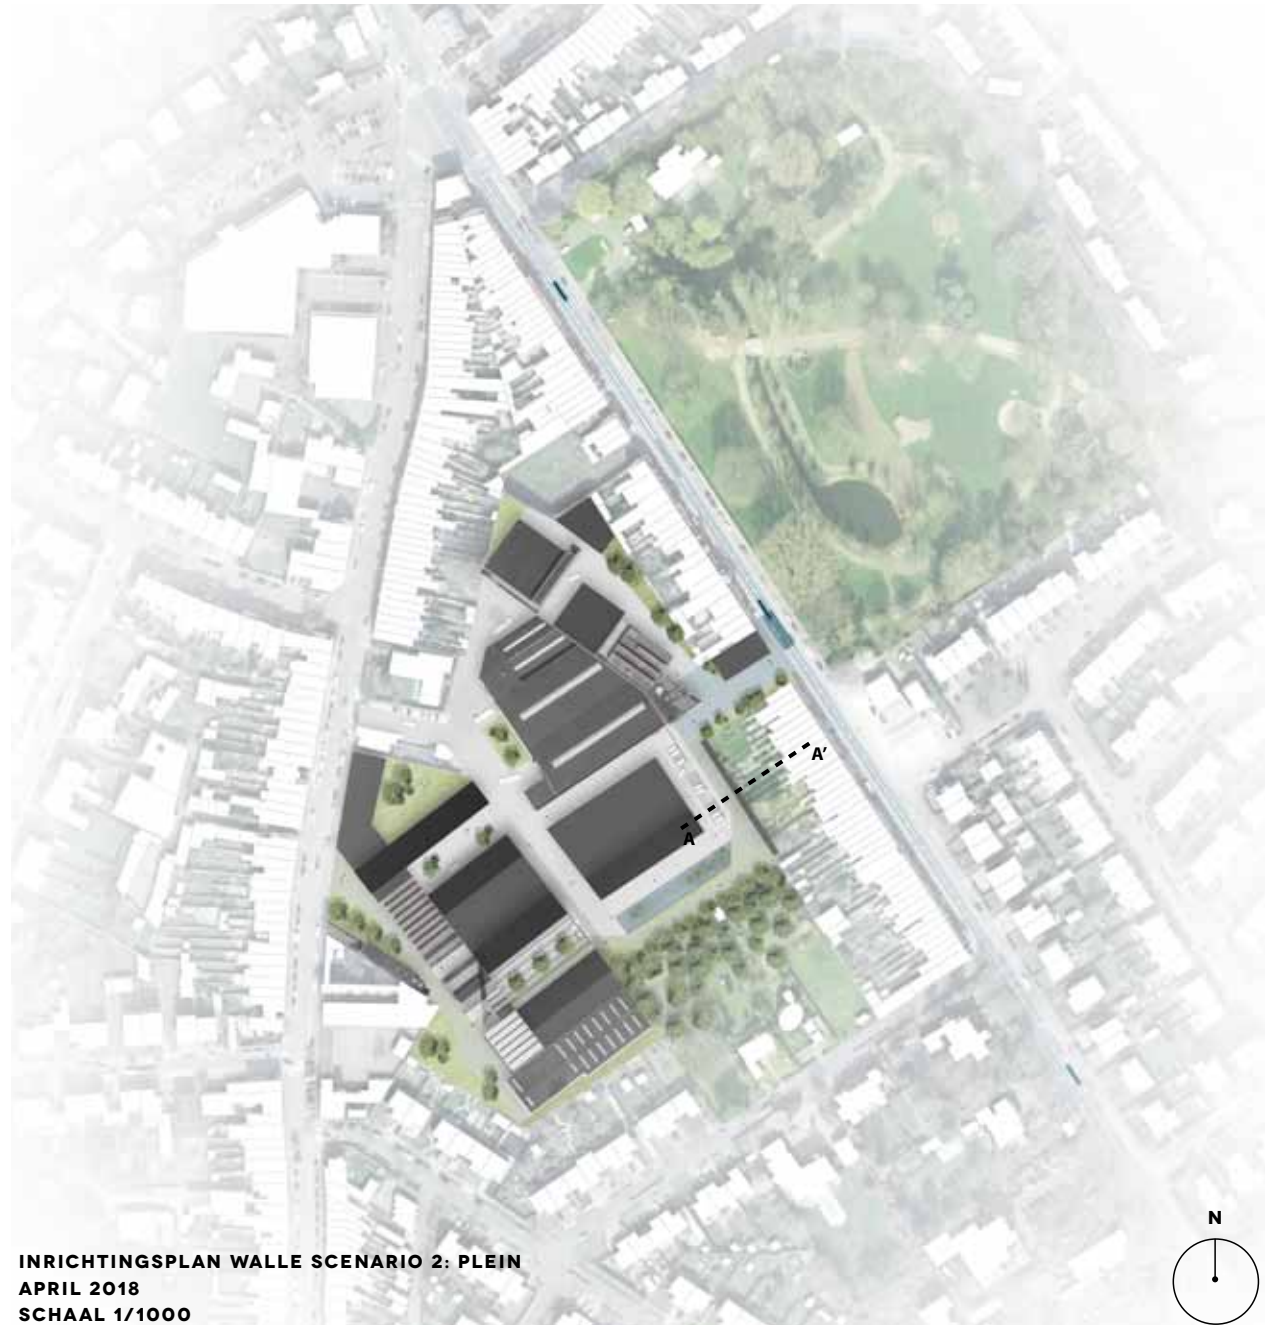 A'
A
N
INRICHTINGSPLAN WALLE SCENARIO 2: PLEIN
APRIL 2018
SCHAAL 1/1000